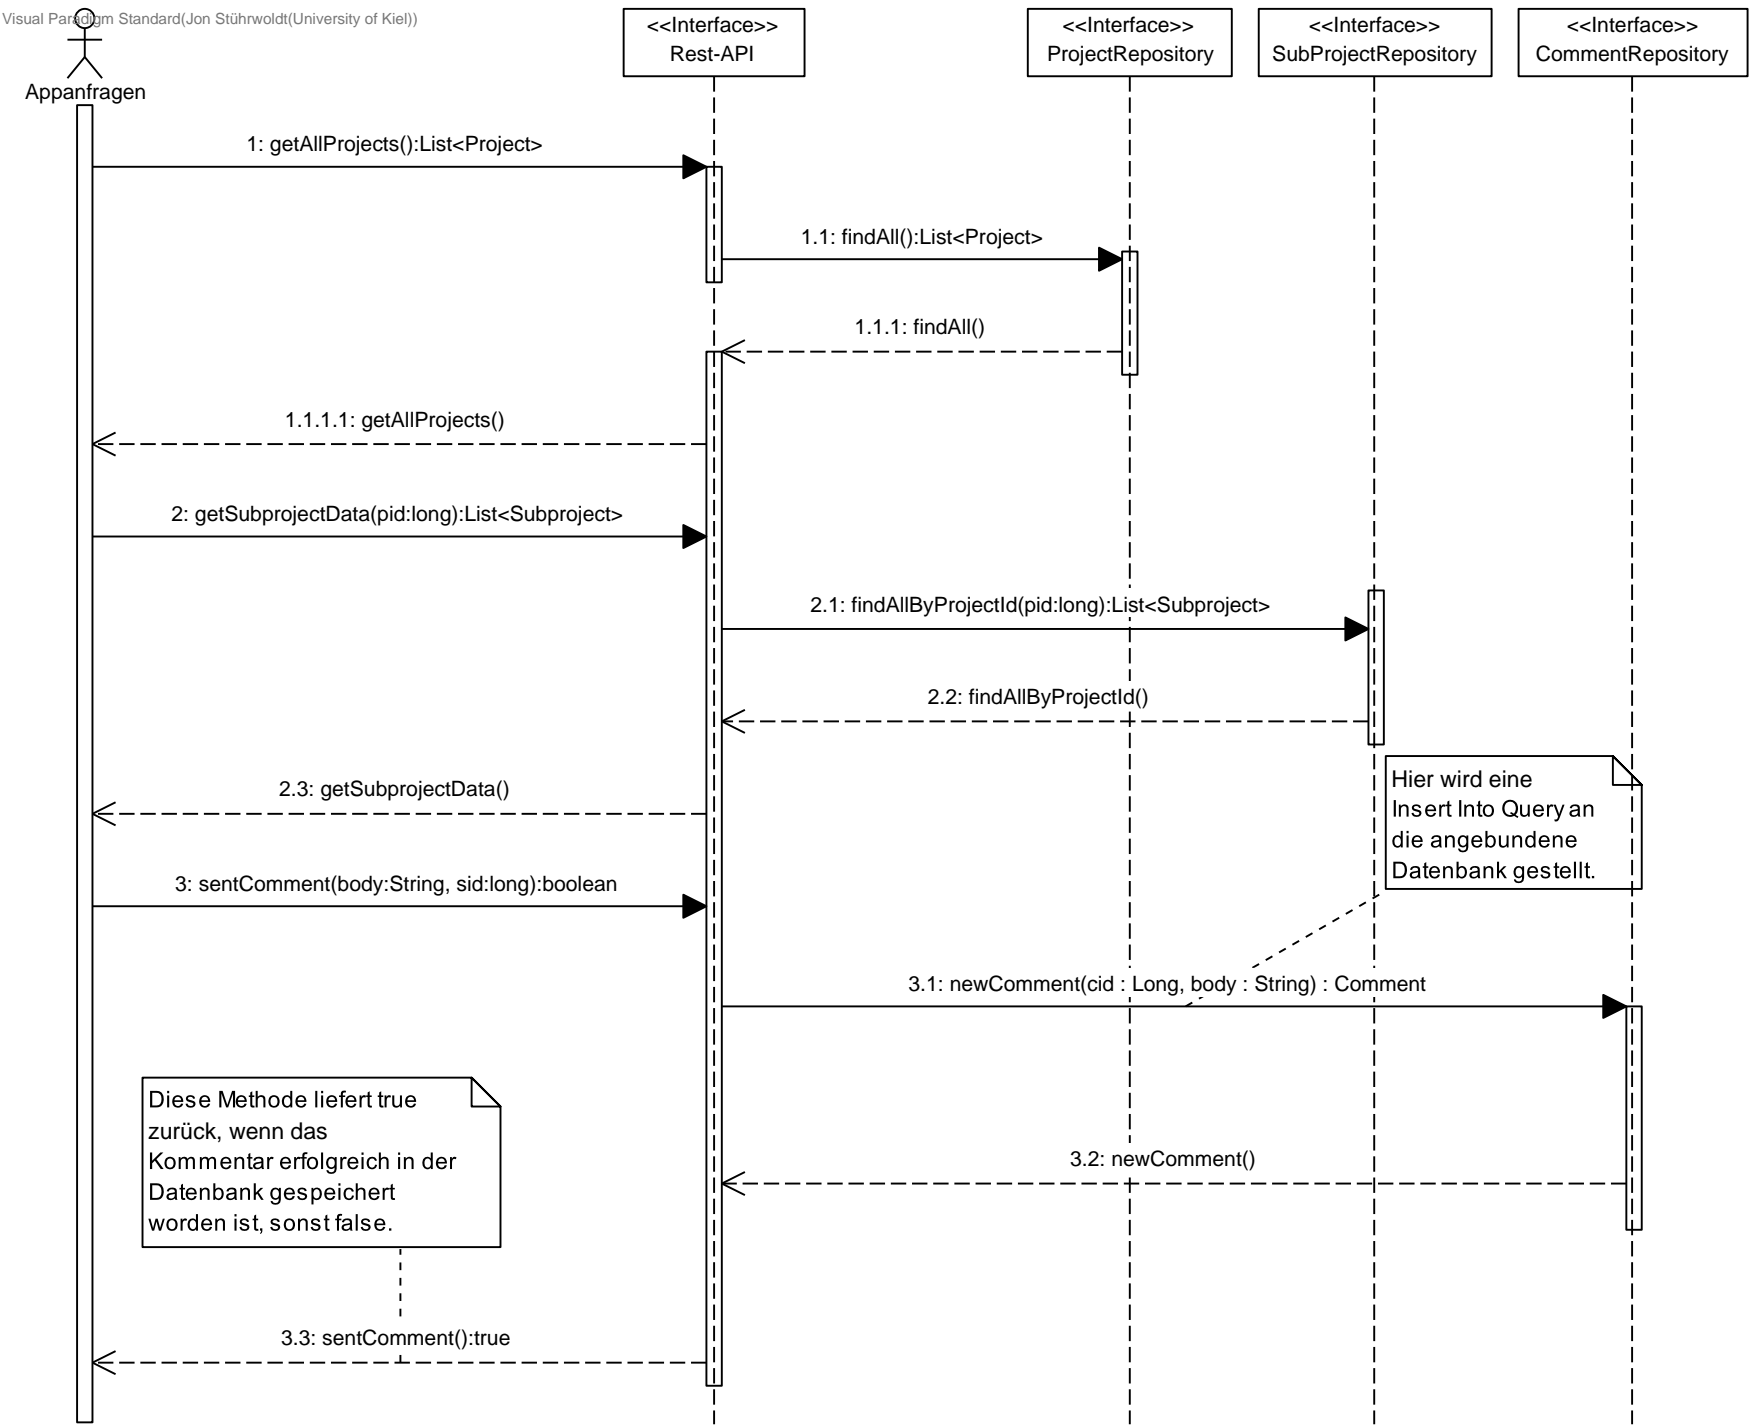 Visual Paradigm Standard(Jon Stührwoldt(University of Kiel))
<<Interface>>
Rest-API
<<Interface>>
ProjectRepository
<<Interface>>
SubProjectRepository
<<Interface>>
CommentRepository
Appanfragen
1: getAllProjects():List<Project>
1.1: findAll():List<Project>
1.1.1: findAll()
1.1.1.1: getAllProjects()
2: getSubprojectData(pid:long):List<Subproject>
2.1: findAllByProjectId(pid:long):List<Subproject>
2.2: findAllByProjectId()
2.3: getSubprojectData()
Hier wird eine
Insert Into Query an
die angebundene
Datenbank gestellt.
3: sentComment(body:String, sid:long):boolean
3.1: newComment(cid : Long, body : String) : Comment
Diese Methode liefert true
zurück, wenn das
Kommentar erfolgreich in der
Datenbank gespeichert
worden ist, sonst false.
3.2: newComment()
3.3: sentComment():true